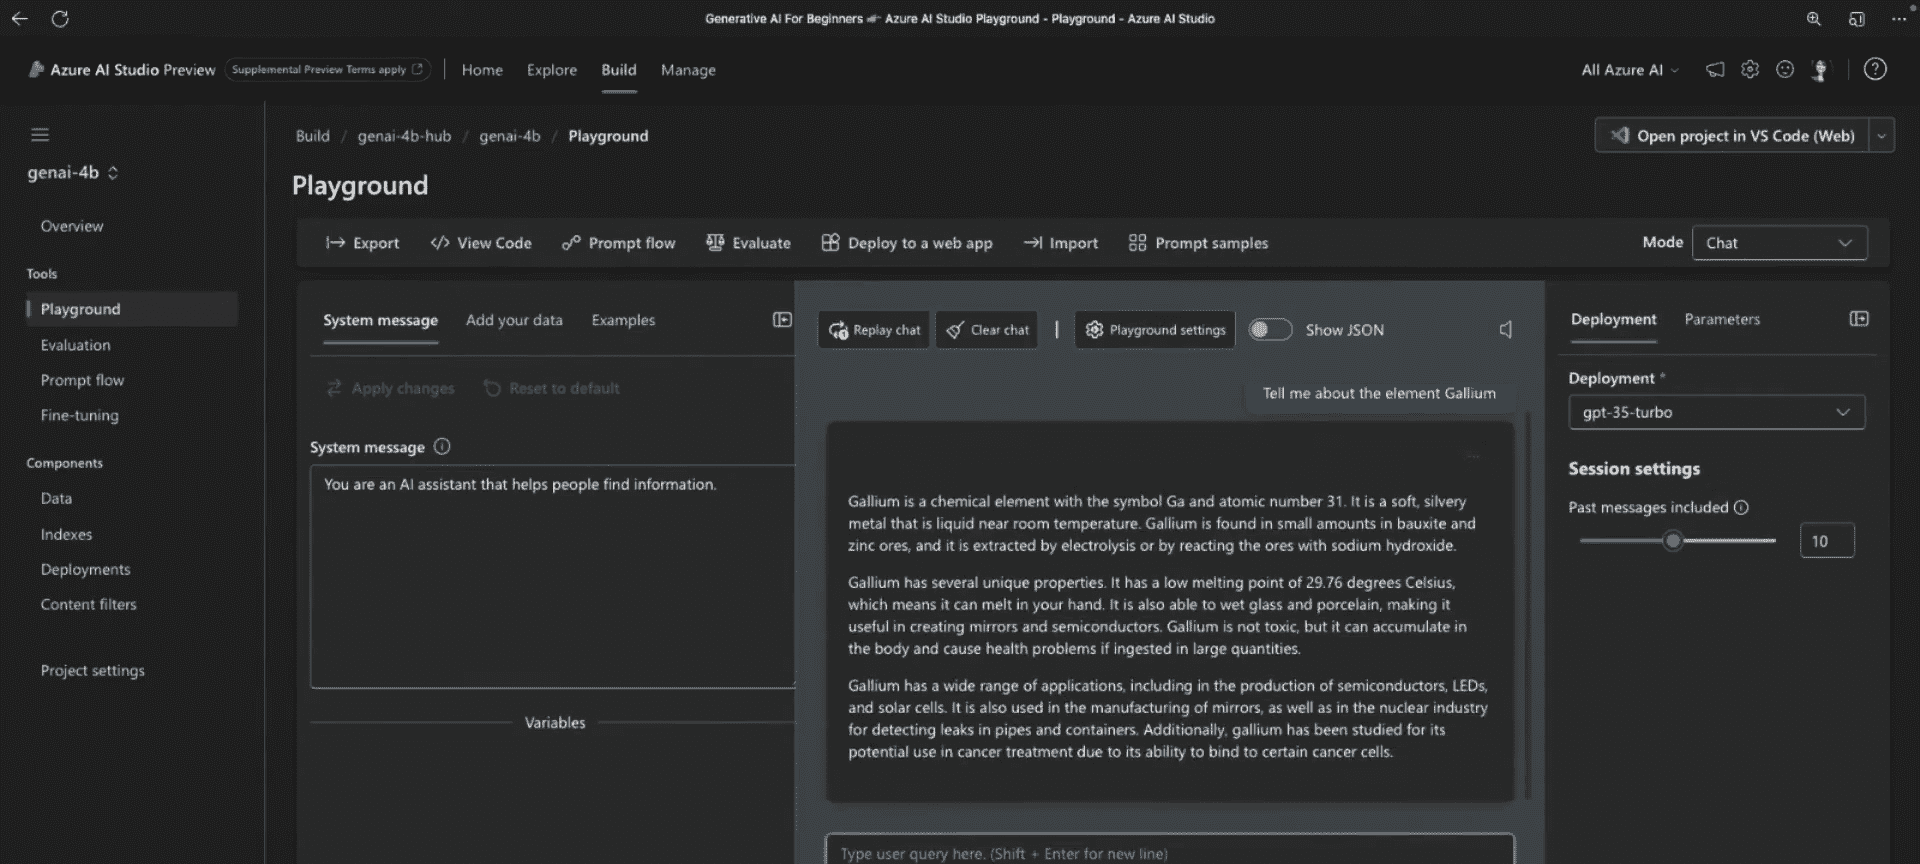 Generative AI For Beginners Azure AI Studio Playground - Playground - Azure AI Studio
Azure AI Studio Preview
Supplemental Preview Terms apply
Home
Explore
Build
Manage
All Azure AI
genai-4b
Overview
Tools
Playground
Evaluation
Prompt flow
Fine-tuning
Components
Data
Indexes
Deployments
Content filters
Project settings
Build / genai-4b-hub / genai-4b / Playground
Open project in VS Code (Web)
Playground
Export
View Code
Prompt flow
Evaluate
Deploy to a web app
Import
Prompt samples
Mode
Chat
System message
Add your data
Examples
Apply changes
Reset to default
System message
You are an AI assistant that helps people find information.
Variables
Replay chat
Clear chat
Playground settings
Show JSON
Tell me about the element Gallium
Gallium is a chemical element with the symbol Ga and atomic number 31. It is a soft, silvery
metal that is liquid near room temperature. Gallium is found in small amounts in bauxite and
zinc ores, and it is extracted by electrolysis or by reacting the ores with sodium hydroxide.
Gallium has several unique properties. It has a low melting point of 29.76 degrees Celsius,
which means it can melt in your hand. It is also able to wet glass and porcelain, making it
useful in creating mirrors and semiconductors. Gallium is not toxic, but it can accumulate in
the body and cause health problems if ingested in large quantities.
Gallium has a wide range of applications, including in the production of semiconductors, LEDs,
and solar cells. It is also used in the manufacturing of mirrors, as well as in the nuclear industry
for detecting leaks in pipes and containers. Additionally, gallium has been studied for its
potential use in cancer treatment due to its ability to bind to certain cancer cells.
Type user query here. (Shift + Enter for new line)
Deployment
Parameters
Deployment *
gpt-35-turbo
Session settings
Past messages included
10